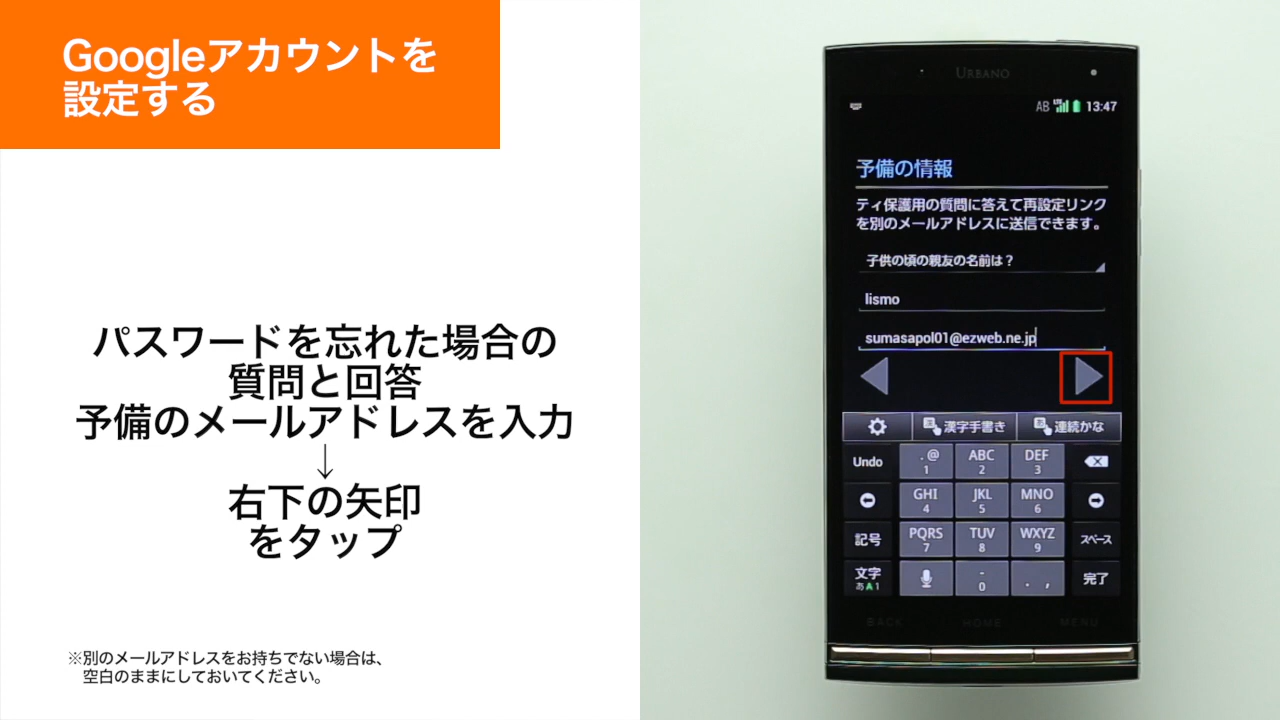 Googleアカウントを
設定する
パスワードを忘れた場合の
質問と回答
予備のメールアドレスを入力
↓
右下の矢印
をタップ
※別のメールアドレスをお持ちでない場合は、
空白のままにしておいてください。
URBANO
AB LTE 13:47
予備の情報
ティ保護用の質問に答えて再設定リンク
を別のメールアドレスに送信できます。
子供の頃の親友の名前は？
lismo
sumasapol01@ezweb.ne.jp
漢字手書き 連続かな
Undo .@ 1 ABC 2 DEF 3
GHI 4 JKL 5 MNO 6
記号 PQRS 7 TUV 8 WXYZ 9 スペース
文字 あA1 - 0 . , 完了
BACK HOME MENU